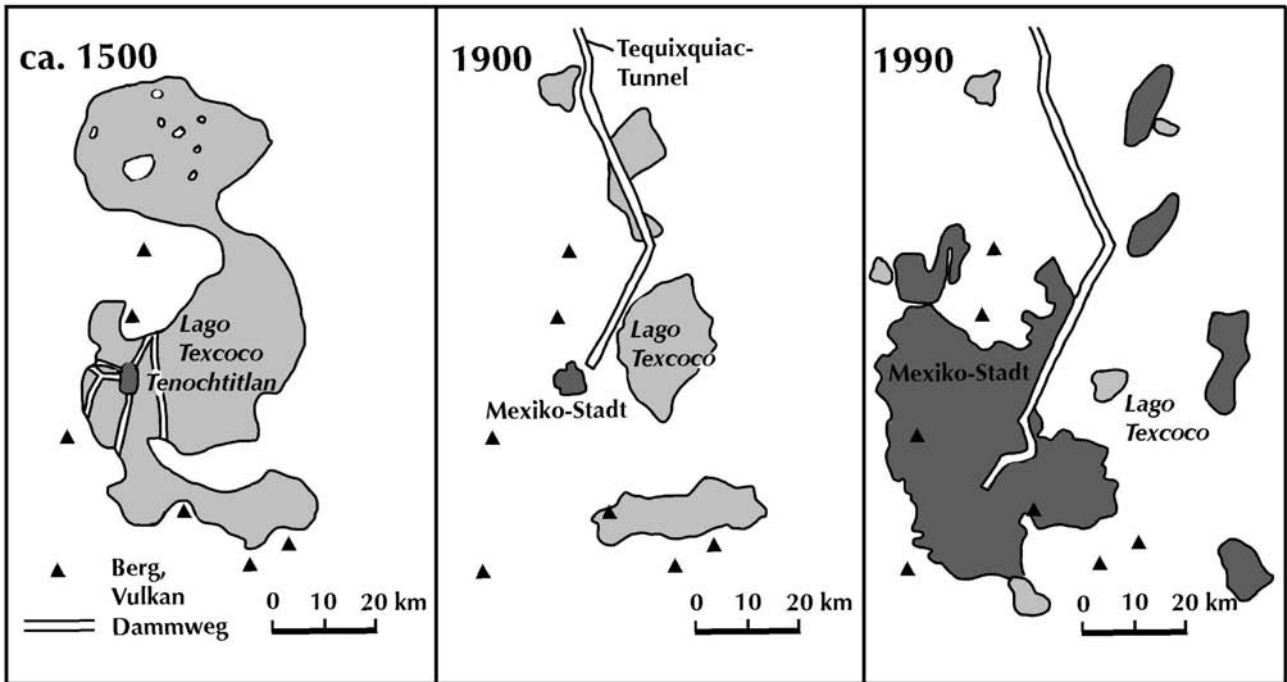 ca. 1500
Lago
Texcoco
Tenochtitlan
Berg,
Vulkan
Dammweg
0 10 20 km
1900
Tequixquiac-
Tunnel
Lago
Texcoco
Mexiko-Stadt
0 10 20 km
1990
Mexiko-Stadt
Lago
Texcoco
0 10 20 km